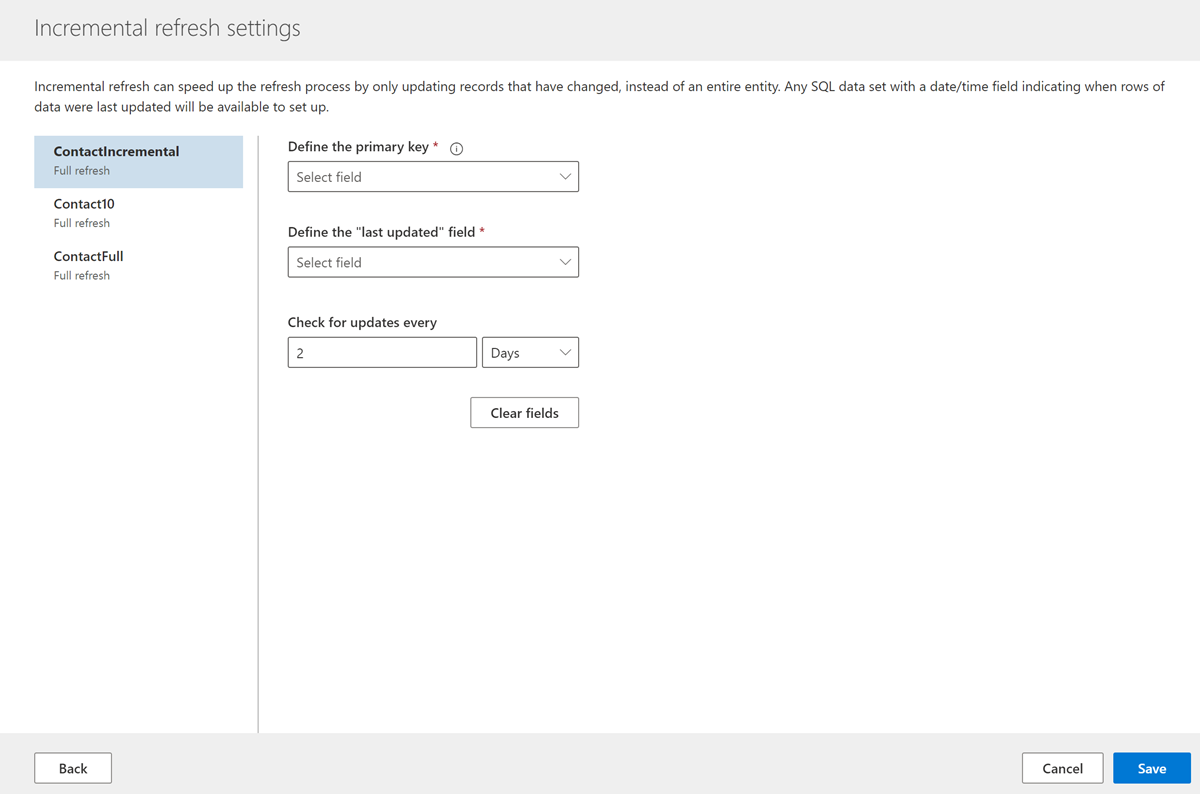 Incremental refresh settings
Incremental refresh can speed up the refresh process by only updating records that have changed, instead of an entire entity. Any SQL data set with a date/time field indicating when rows of
data were last updated will be available to set up.
ContactIncremental
Full refresh
Contact10
Full refresh
ContactFull
Full refresh
Define the primary key *
Select field
Define the "last updated" field *
Select field
Check for updates every
2 Days
Clear fields
Back Cancel Save